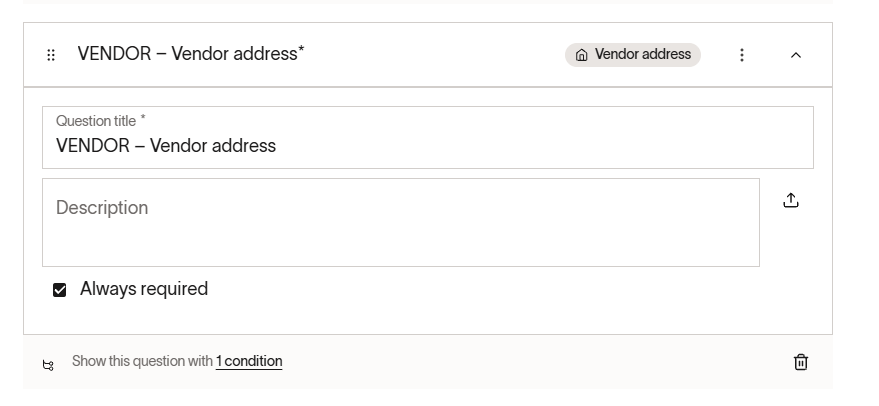 VENDOR – Vendor address*
Vendor address
Question title *
VENDOR – Vendor address
Description
Always required
Show this question with 1 condition